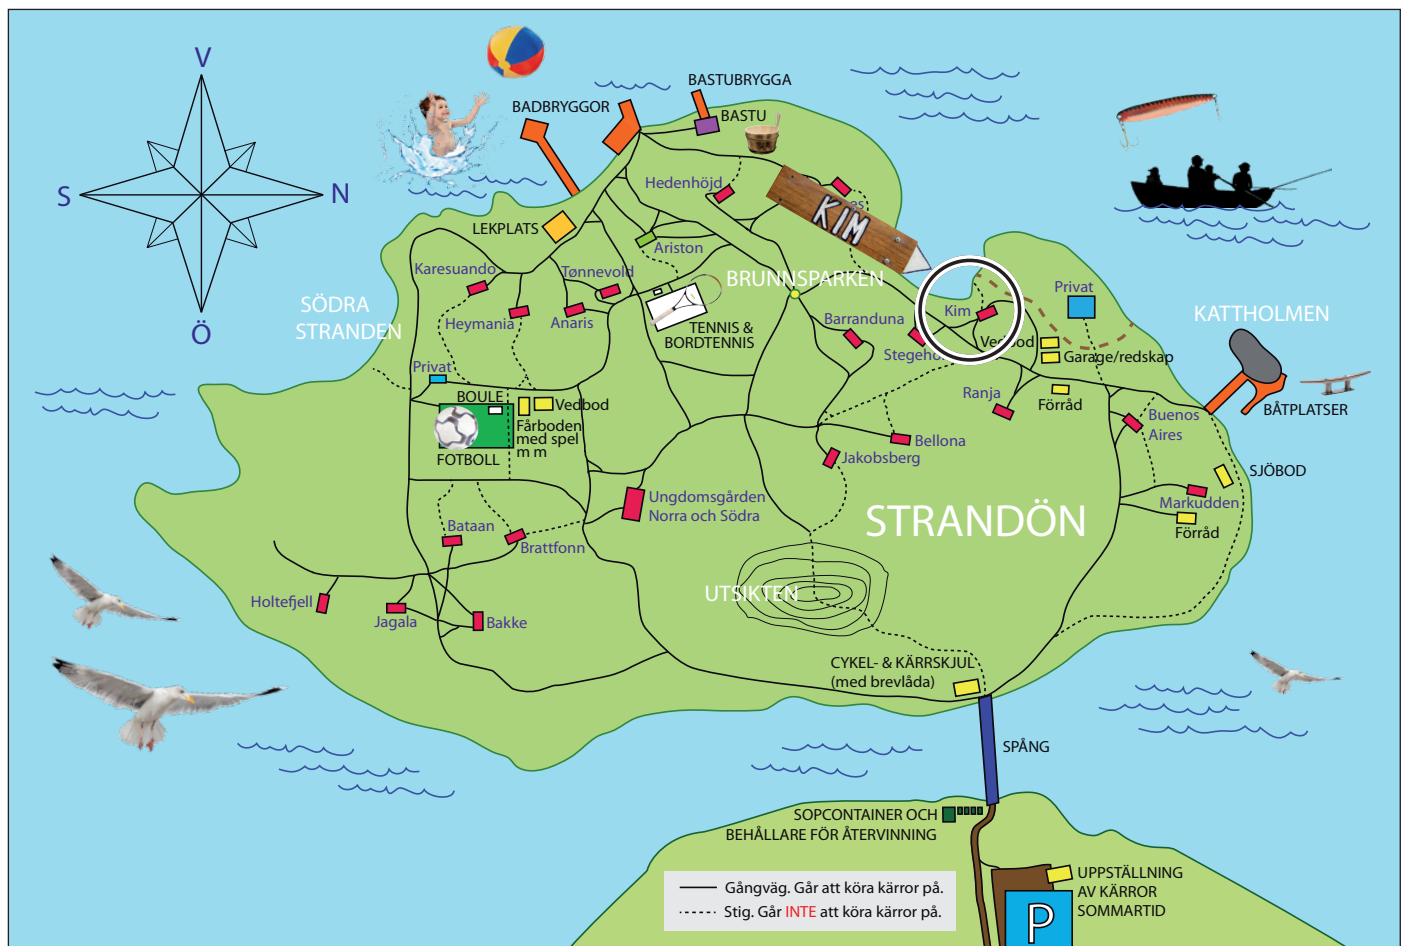 V
S
N
Ö
BADBRYGGOR
BASTUBRYGGA
BASTU
Hedenhöjd
LEKPLATS
KIM
es
Ariston
Karesuando
Tønnevold
BRUNNSPARKEN
SÖDRA
STRANDEN
Heymania
Anaris
TENNIS &
BORDTENNIS
Barranduna
Kim
Privat
KATTHOLMEN
Vedbod
Garage/redskap
Privat
BOULE
Vedbod
Fårboden
med spel
m m
FOTBOLL
Ranja
Förråd
BÅTPLATSER
Buenos
Aires
Bellona
Jakobsberg
SJÖBOD
Markudden
Förråd
Ungdomsgården
Norra och Södra
STRANDÖN
Bataan
Brattfonn
UTSIKTEN
Holtefjell
Jagala
Bakke
CYKEL- & KÄRRSKJUL
(med brevlåda)
SPÅNG
SOPCONTAINER OCH
BEHÅLLARE FÖR ÅTERVINNING
Gångväg. Går att köra kärror på.
Stig. Går INTE att köra kärror på.
UPPSTÄLLNING
AV KÄRROR
SOMMARTID
P